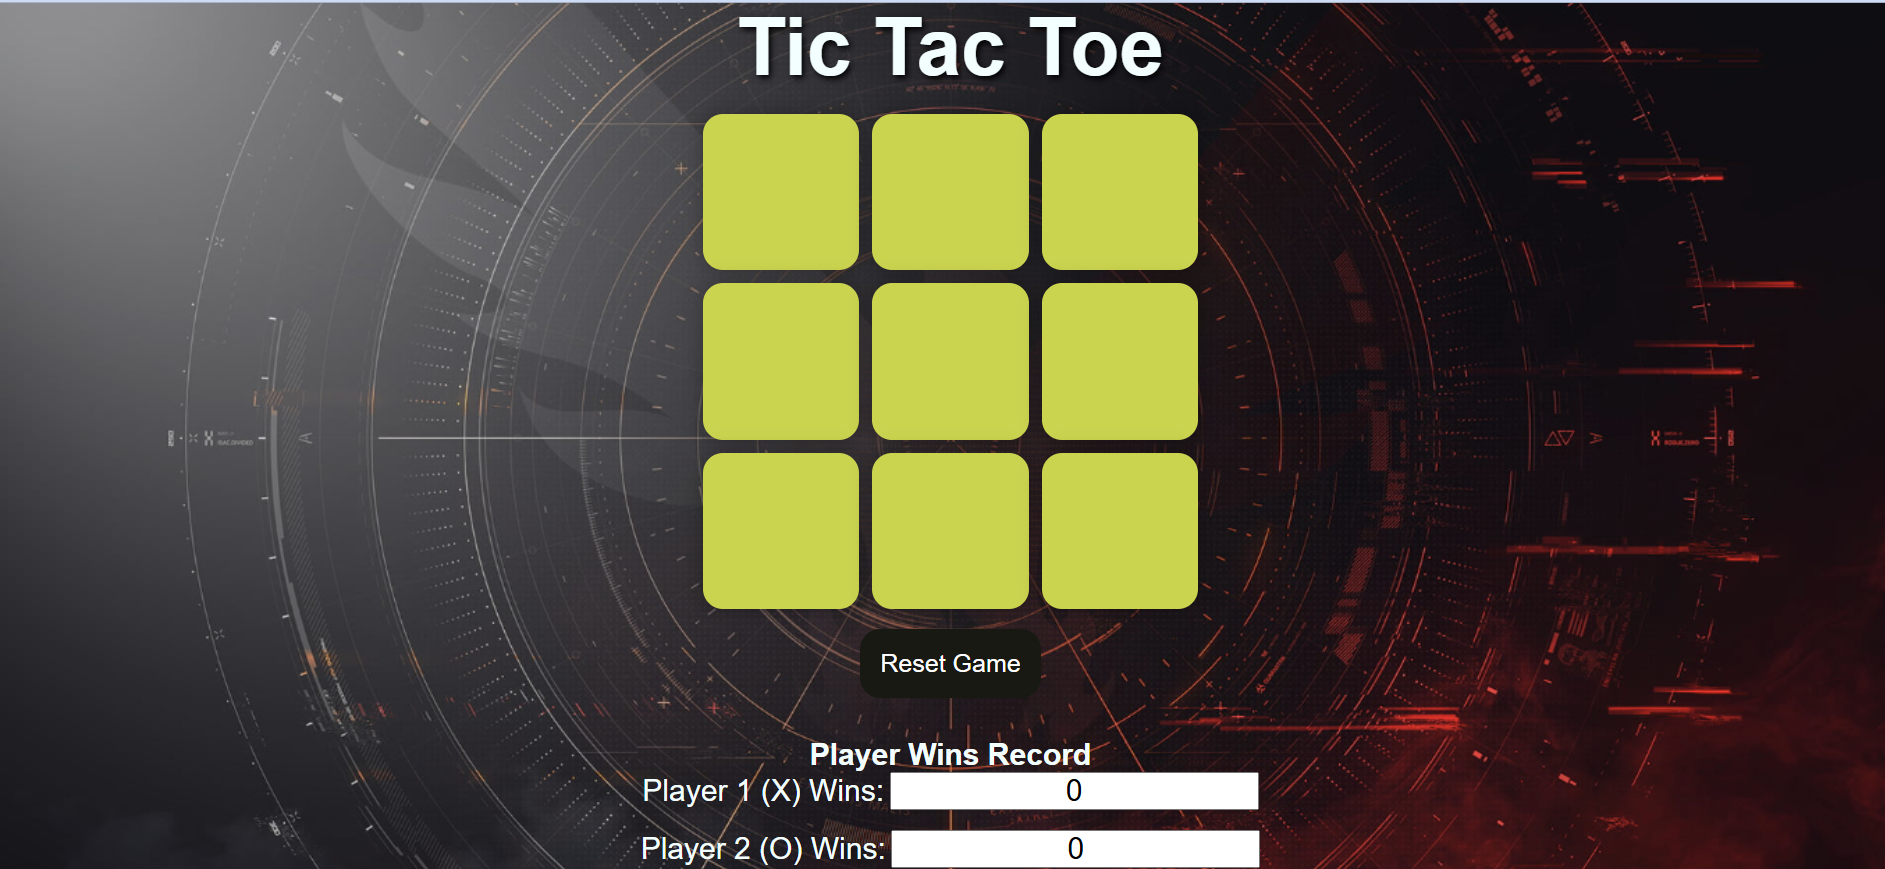 Tic Tac Toe
Reset Game
Player Wins Record
Player 1 (X) Wins: 0
Player 2 (O) Wins: 0